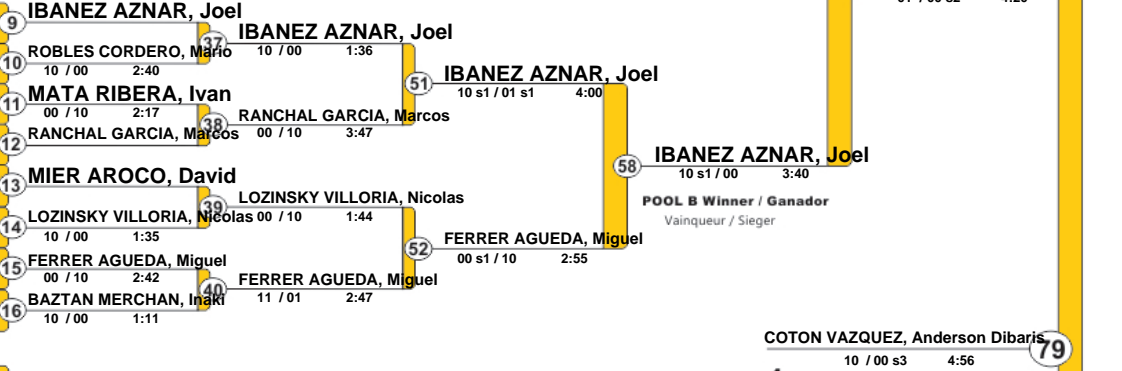 9
IBANEZ AZNAR, Joel
37
IBANEZ AZNAR, Joel
10 / 00 1:36
10
ROBLES CORDERO, Mario
10 / 00 2:40
51
IBANEZ AZNAR, Joel
10 s1 / 01 s1 4:00
11
MATA RIBERA, Ivan
00 / 10 2:17
38
RANCHAL GARCIA, Marcos
00 / 10 3:47
12
RANCHAL GARCIA, Marcos
58
IBANEZ AZNAR, Joel
10 s1 / 00 3:40
POOL B Winner / Ganador
Vainqueur / Sieger
13
MIER AROCO, David
39
LOZINSKY VILLORIA, Nicolas
00 / 10 1:44
14
LOZINSKY VILLORIA, Nicolas
10 / 00 1:35
52
FERRER AGUEDA, Miguel
00 s1 / 10 2:55
15
FERRER AGUEDA, Miguel
00 / 10 2:42
40
FERRER AGUEDA, Miguel
11 / 01 2:47
16
BAZTAN MERCHAN, Inaki
10 / 00 1:11
COTON VAZQUEZ, Anderson Dibaris
79
10 / 00 s3 4:56